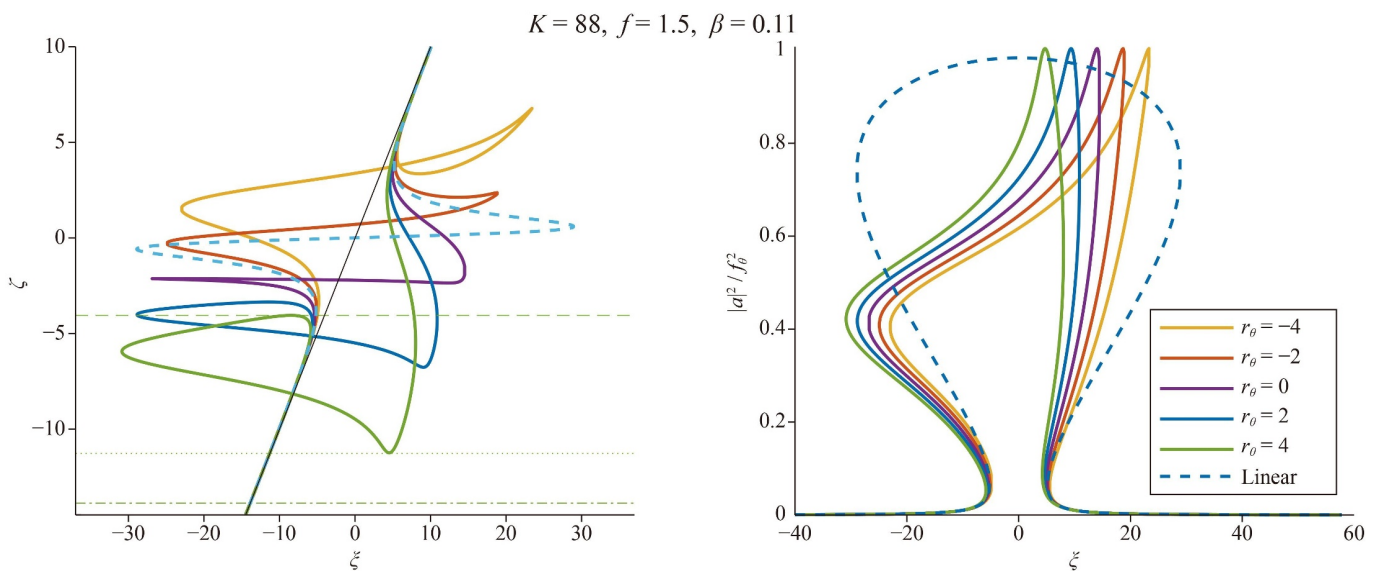 K = 88, f = 1.5, β = 0.11
10
5
0
−5
−10
ζ
−30
−20
−10
0
10
20
30
ξ
1
0.8
0.6
0.4
0.2
0
|a|²/f_θ²
−40
−20
0
20
40
60
ξ
r_θ = −4
r_θ = −2
r_θ = 0
r_θ = 2
r_θ = 4
Linear